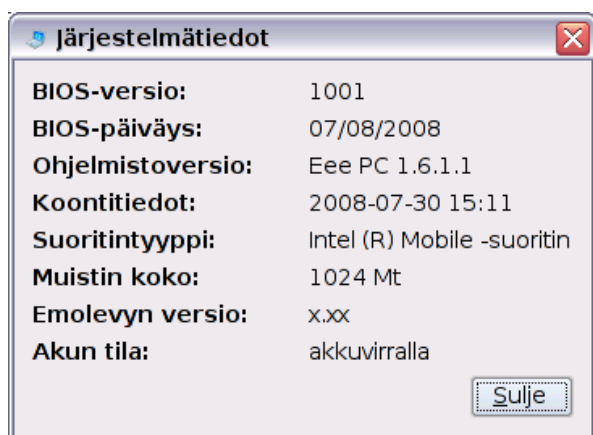 Järjestelmätiedot
BIOS-versio: 1001
BIOS-päiväys: 07/08/2008
Ohjelmistoversio: Eee PC 1.6.1.1
Koontitiedot: 2008-07-30 15:11
Suoritintyyppi: Intel (R) Mobile -suoritin
Muistin koko: 1024 Mt
Emolevyn versio: x.xx
Akun tila: akkuvirralla
Sulje